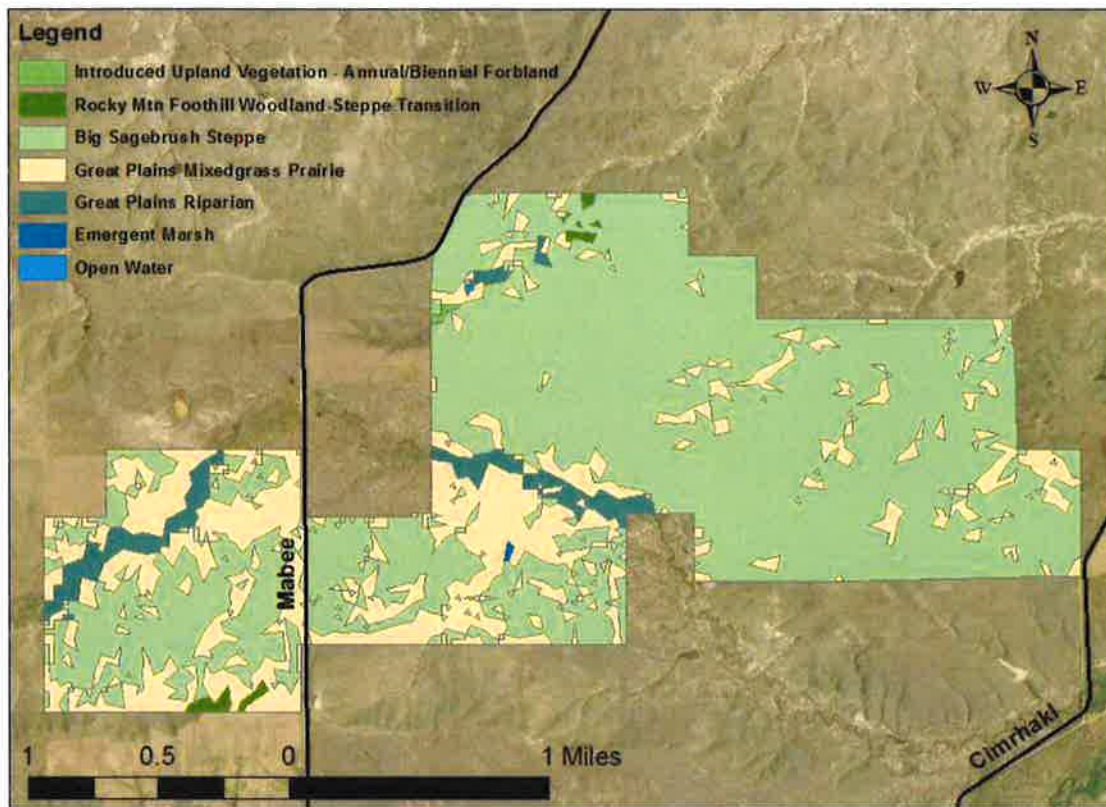 Legend
Introduced Upland Vegetation - Annual/Biennial Forbland
Rocky Mtn Foothill Woodland-Steppe Transition
Big Sagebrush Steppe
Great Plains Mixedgrass Prairie
Great Plains Riparian
Emergent Marsh
Open Water
N
W E
S
Mabee
Cimrhakl
1 0.5 0 1 Miles